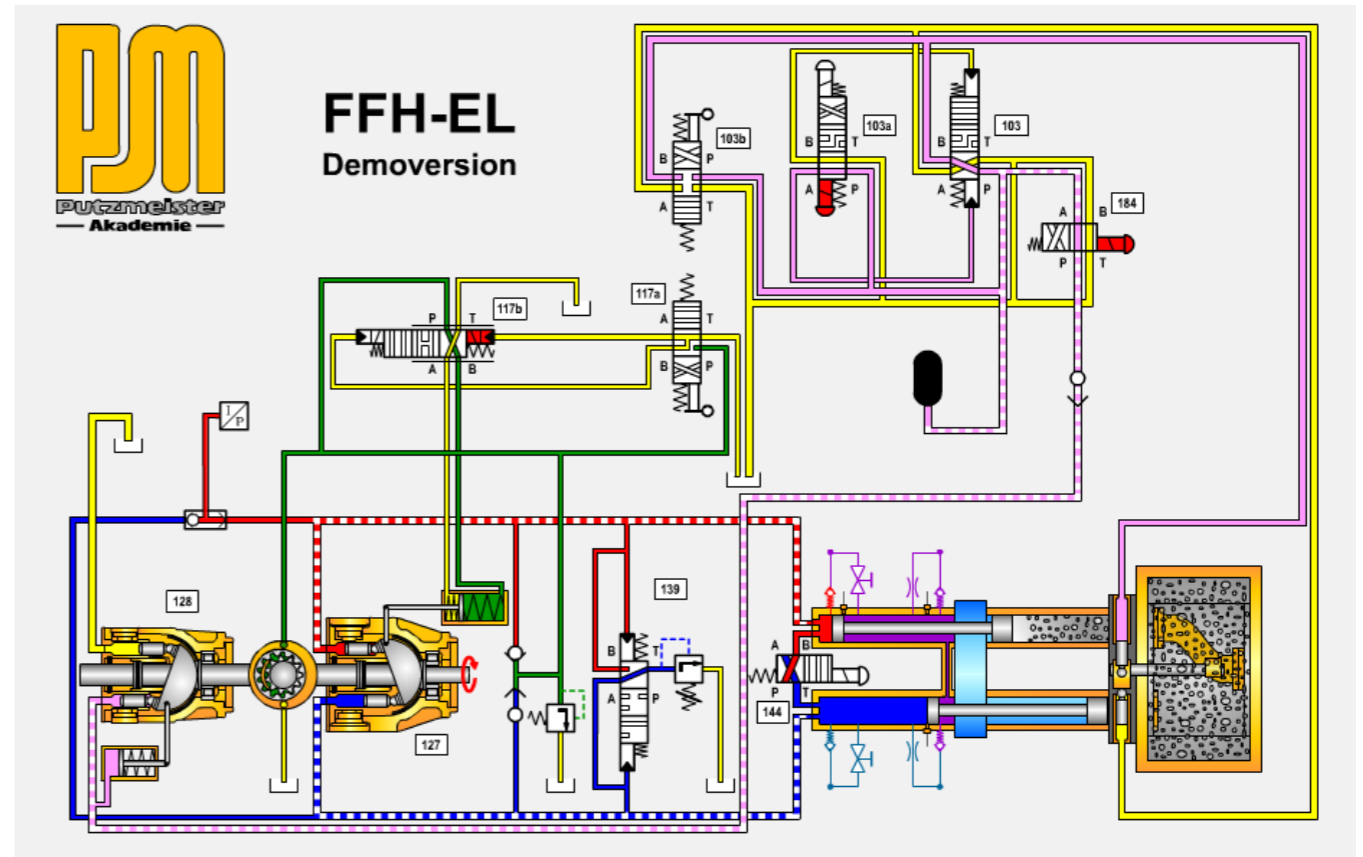 PM
Putzmeister
Akademie
FFH-EL
Demoversion
103b
B P
A T
103a
B T
A P
103
B T
A P
184
A B
P T
117b
P T
A B
117a
A T
B P
I/P
128
127
139
B T
A P
144
A B
P T